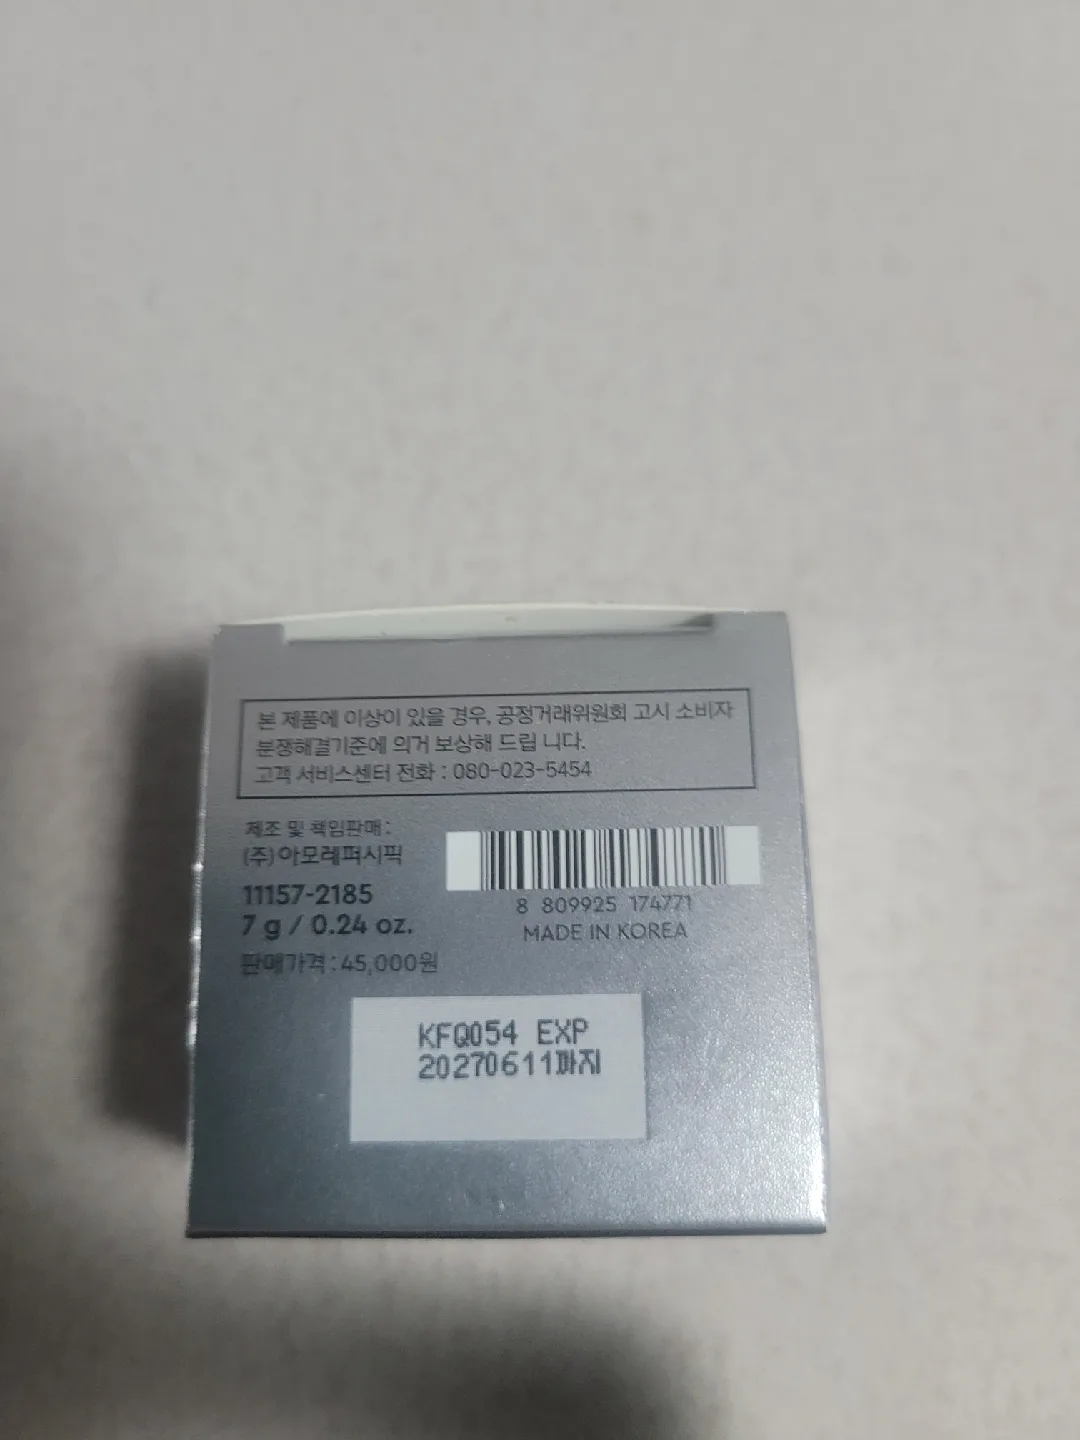 본 제품에 이상이 있을 경우, 공정거래위원회 고시 소비자
분쟁해결기준에 의거 보상해 드립 니다.
고객 서비스센터 전화 : 080-023-5454
제조 및 책임판매 :
(주)아모레퍼시픽
11157-2185
7 g / 0.24 oz.
판매가격 : 45,000원
8 809925 174771
MADE IN KOREA
KFQ054 EXP
20270611까지